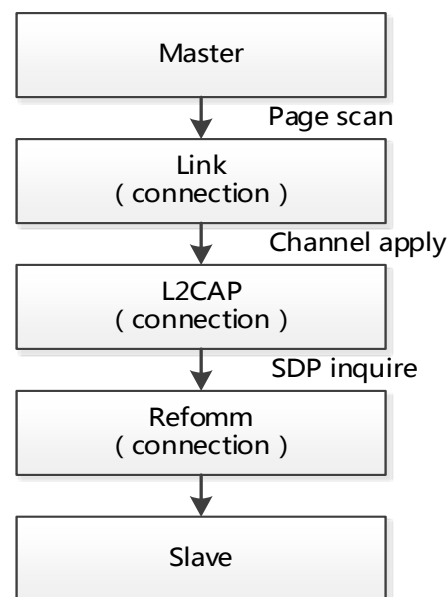 Master
Page scan
Link
( connection )
Channel apply
L2CAP
( connection )
SDP inquire
Refomm
( connection )
Slave